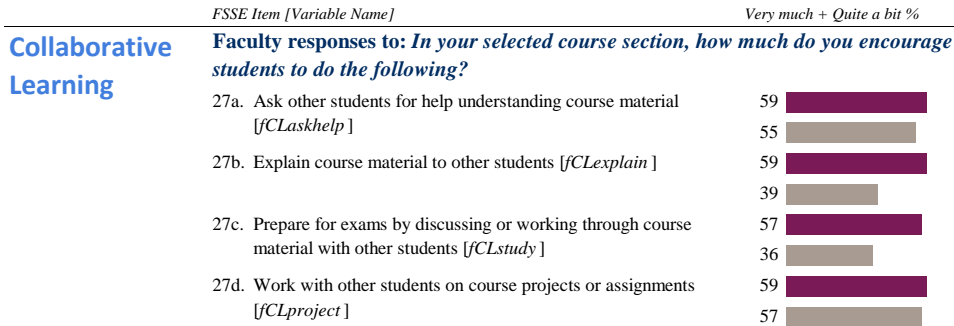 FSSE Item [Variable Name] Very much + Quite a bit %
Collaborative
Learning
Faculty responses to: In your selected course section, how much do you encourage
students to do the following?
27a. Ask other students for help understanding course material 59
[fCLaskhelp ] 55
27b. Explain course material to other students [fCLexplain ] 59
39
27c. Prepare for exams by discussing or working through course 57
material with other students [fCLstudy ] 36
27d. Work with other students on course projects or assignments 59
[fCLproject ] 57